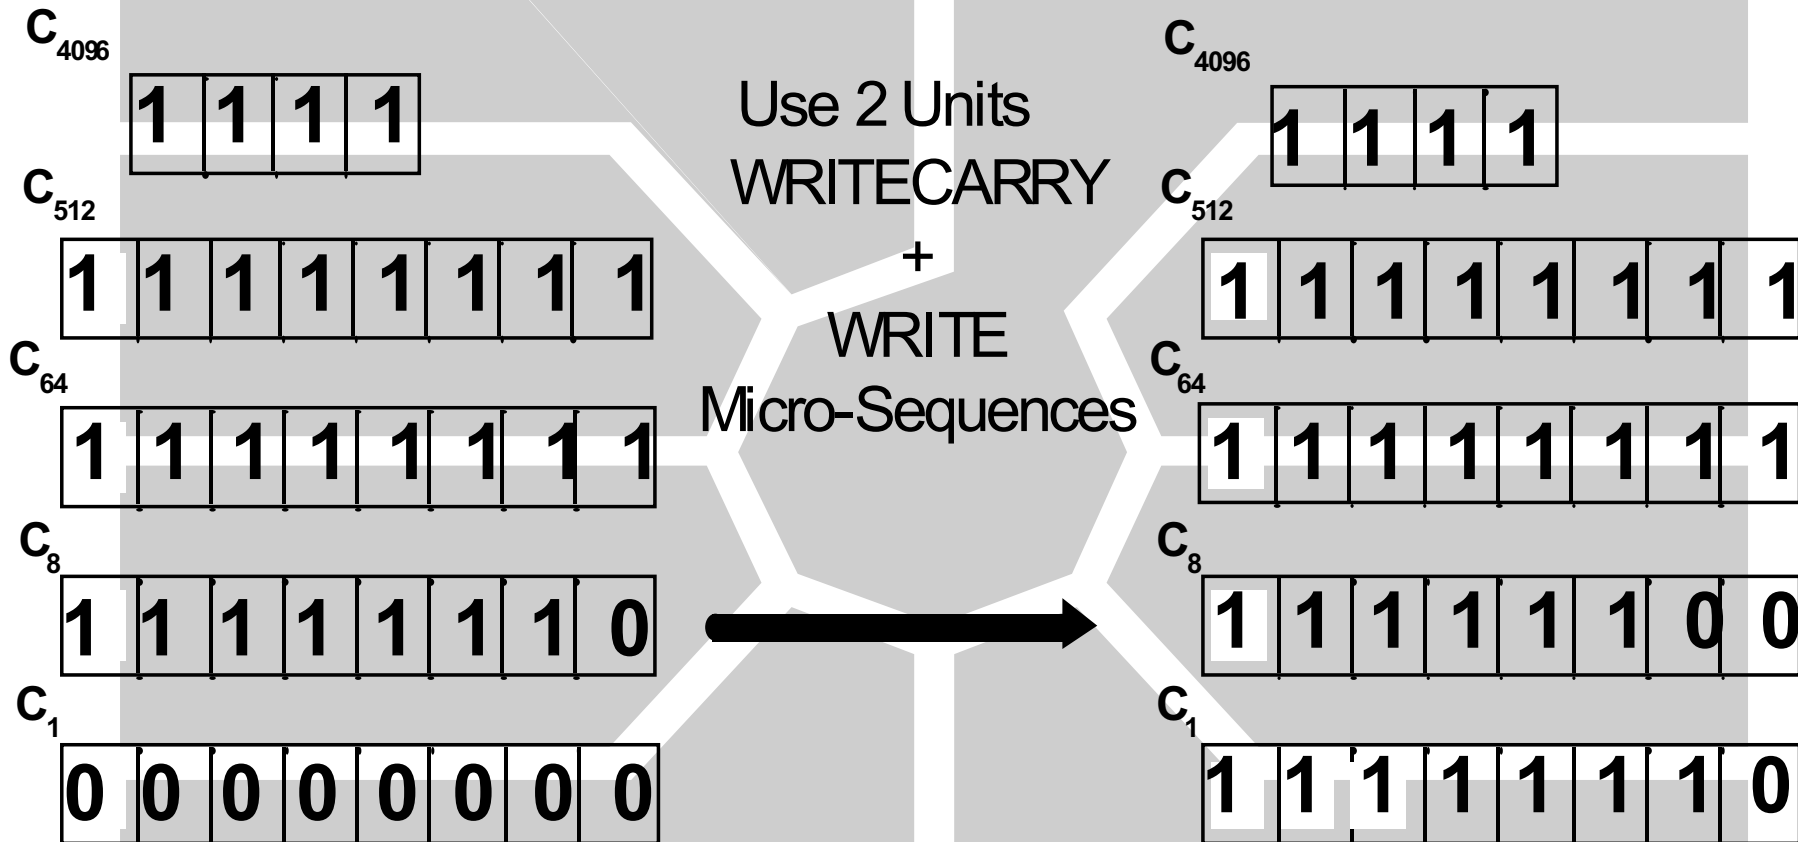 C4096
1 1 1 1
C512
1 1 1 1 1 1 1 1
C64
1 1 1 1 1 1 1 1
C8
1 1 1 1 1 1 1 0
C1
0 0 0 0 0 0 0 0
Use 2 Units
WRITECARRY
+
WRITE
Micro-Sequences
C4096
1 1 1 1
C512
1 1 1 1 1 1 1 1
C64
1 1 1 1 1 1 1 1
C8
1 1 1 1 1 1 0 0
C1
1 1 1 1 1 1 1 0